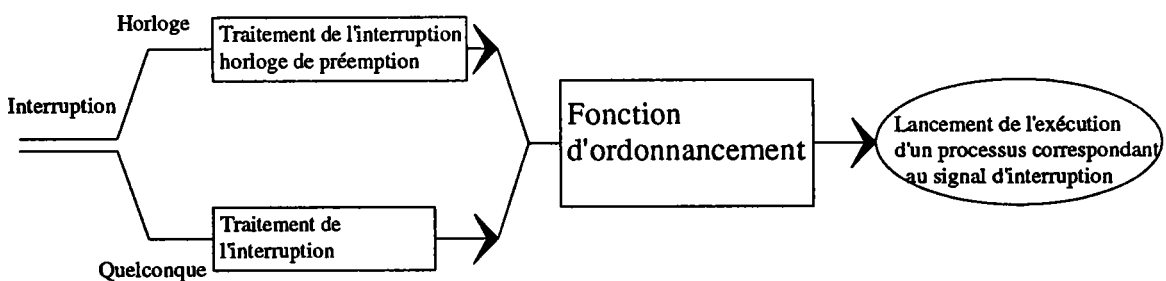 Horloge
Traitement de l'interruption
horloge de préemption
Interruption
Fonction
d'ordonnancement
Lancement de l'exécution
d'un processus correspondant
au signal d'interruption
Traitement de
l'interruption
Quelconque